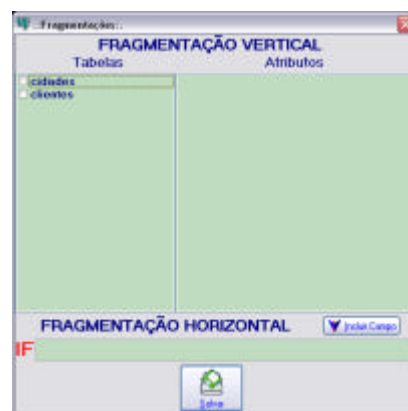 ..:Fragmentações:..
FRAGMENTAÇÃO VERTICAL
Tabelas
Atributos
cidades
clientes
FRAGMENTAÇÃO HORIZONTAL
Incluir Campo
IF
Salvar